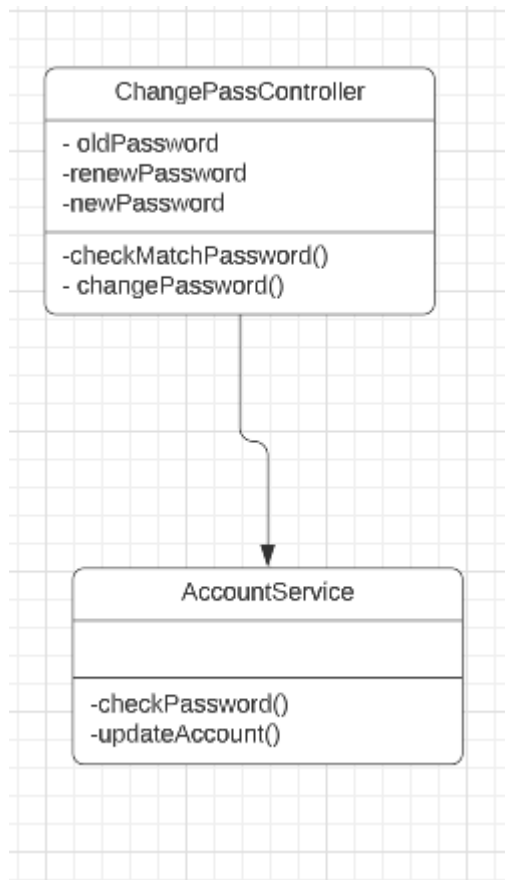 ChangePassController
- oldPassword
-renewPassword
-newPassword
-checkMatchPassword()
- changePassword()
AccountService
-checkPassword()
-updateAccount()